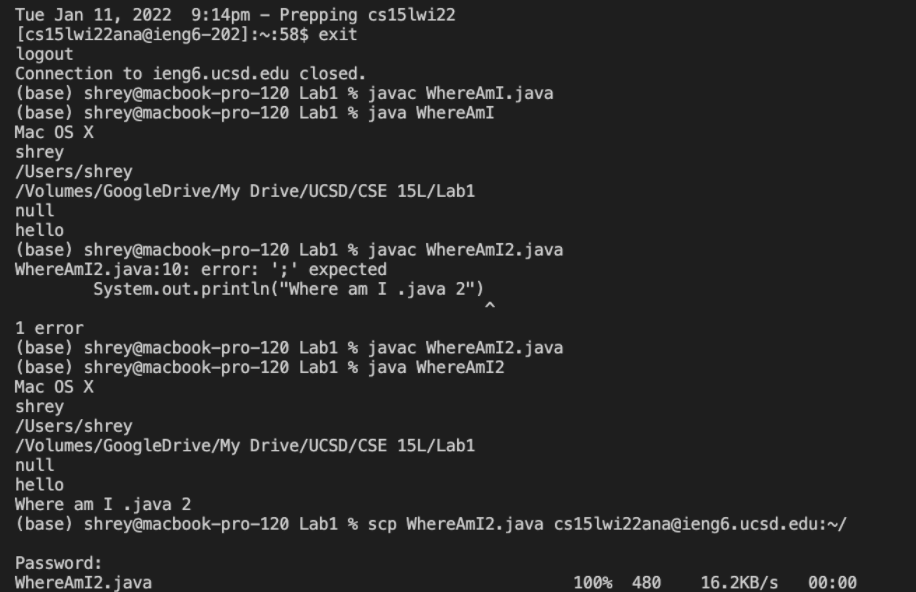 Tue Jan 11, 2022  9:14pm - Prepping cs15lwi22
[cs15lwi22ana@ieng6-202]:~:58$ exit
logout
Connection to ieng6.ucsd.edu closed.
(base) shrey@macbook-pro-120 Lab1 % javac WhereAmI.java
(base) shrey@macbook-pro-120 Lab1 % java WhereAmI
Mac OS X
shrey
/Users/shrey
/Volumes/GoogleDrive/My Drive/UCSD/CSE 15L/Lab1
null
hello
(base) shrey@macbook-pro-120 Lab1 % javac WhereAmI2.java
WhereAmI2.java:10: error: ';' expected
        System.out.println("Where am I .java 2")
                                                ^
1 error
(base) shrey@macbook-pro-120 Lab1 % javac WhereAmI2.java
(base) shrey@macbook-pro-120 Lab1 % java WhereAmI2
Mac OS X
shrey
/Users/shrey
/Volumes/GoogleDrive/My Drive/UCSD/CSE 15L/Lab1
null
hello
Where am I .java 2
(base) shrey@macbook-pro-120 Lab1 % scp WhereAmI2.java cs15lwi22ana@ieng6.ucsd.edu:~/
Password:
WhereAmI2.java                                           100%  480    16.2KB/s   00:00